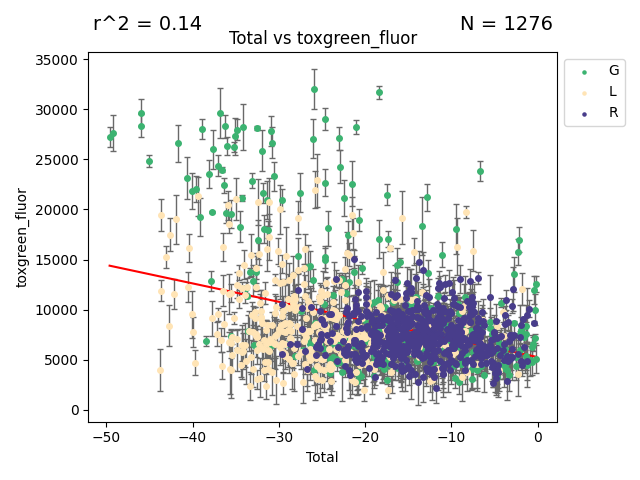 r^2 = 0.14
N = 1276
Total vs toxgreen_fluor
35000
30000
25000
20000
15000
10000
5000
0
toxgreen_fluor
−50
−40
−30
−20
−10
0
Total
G
L
R